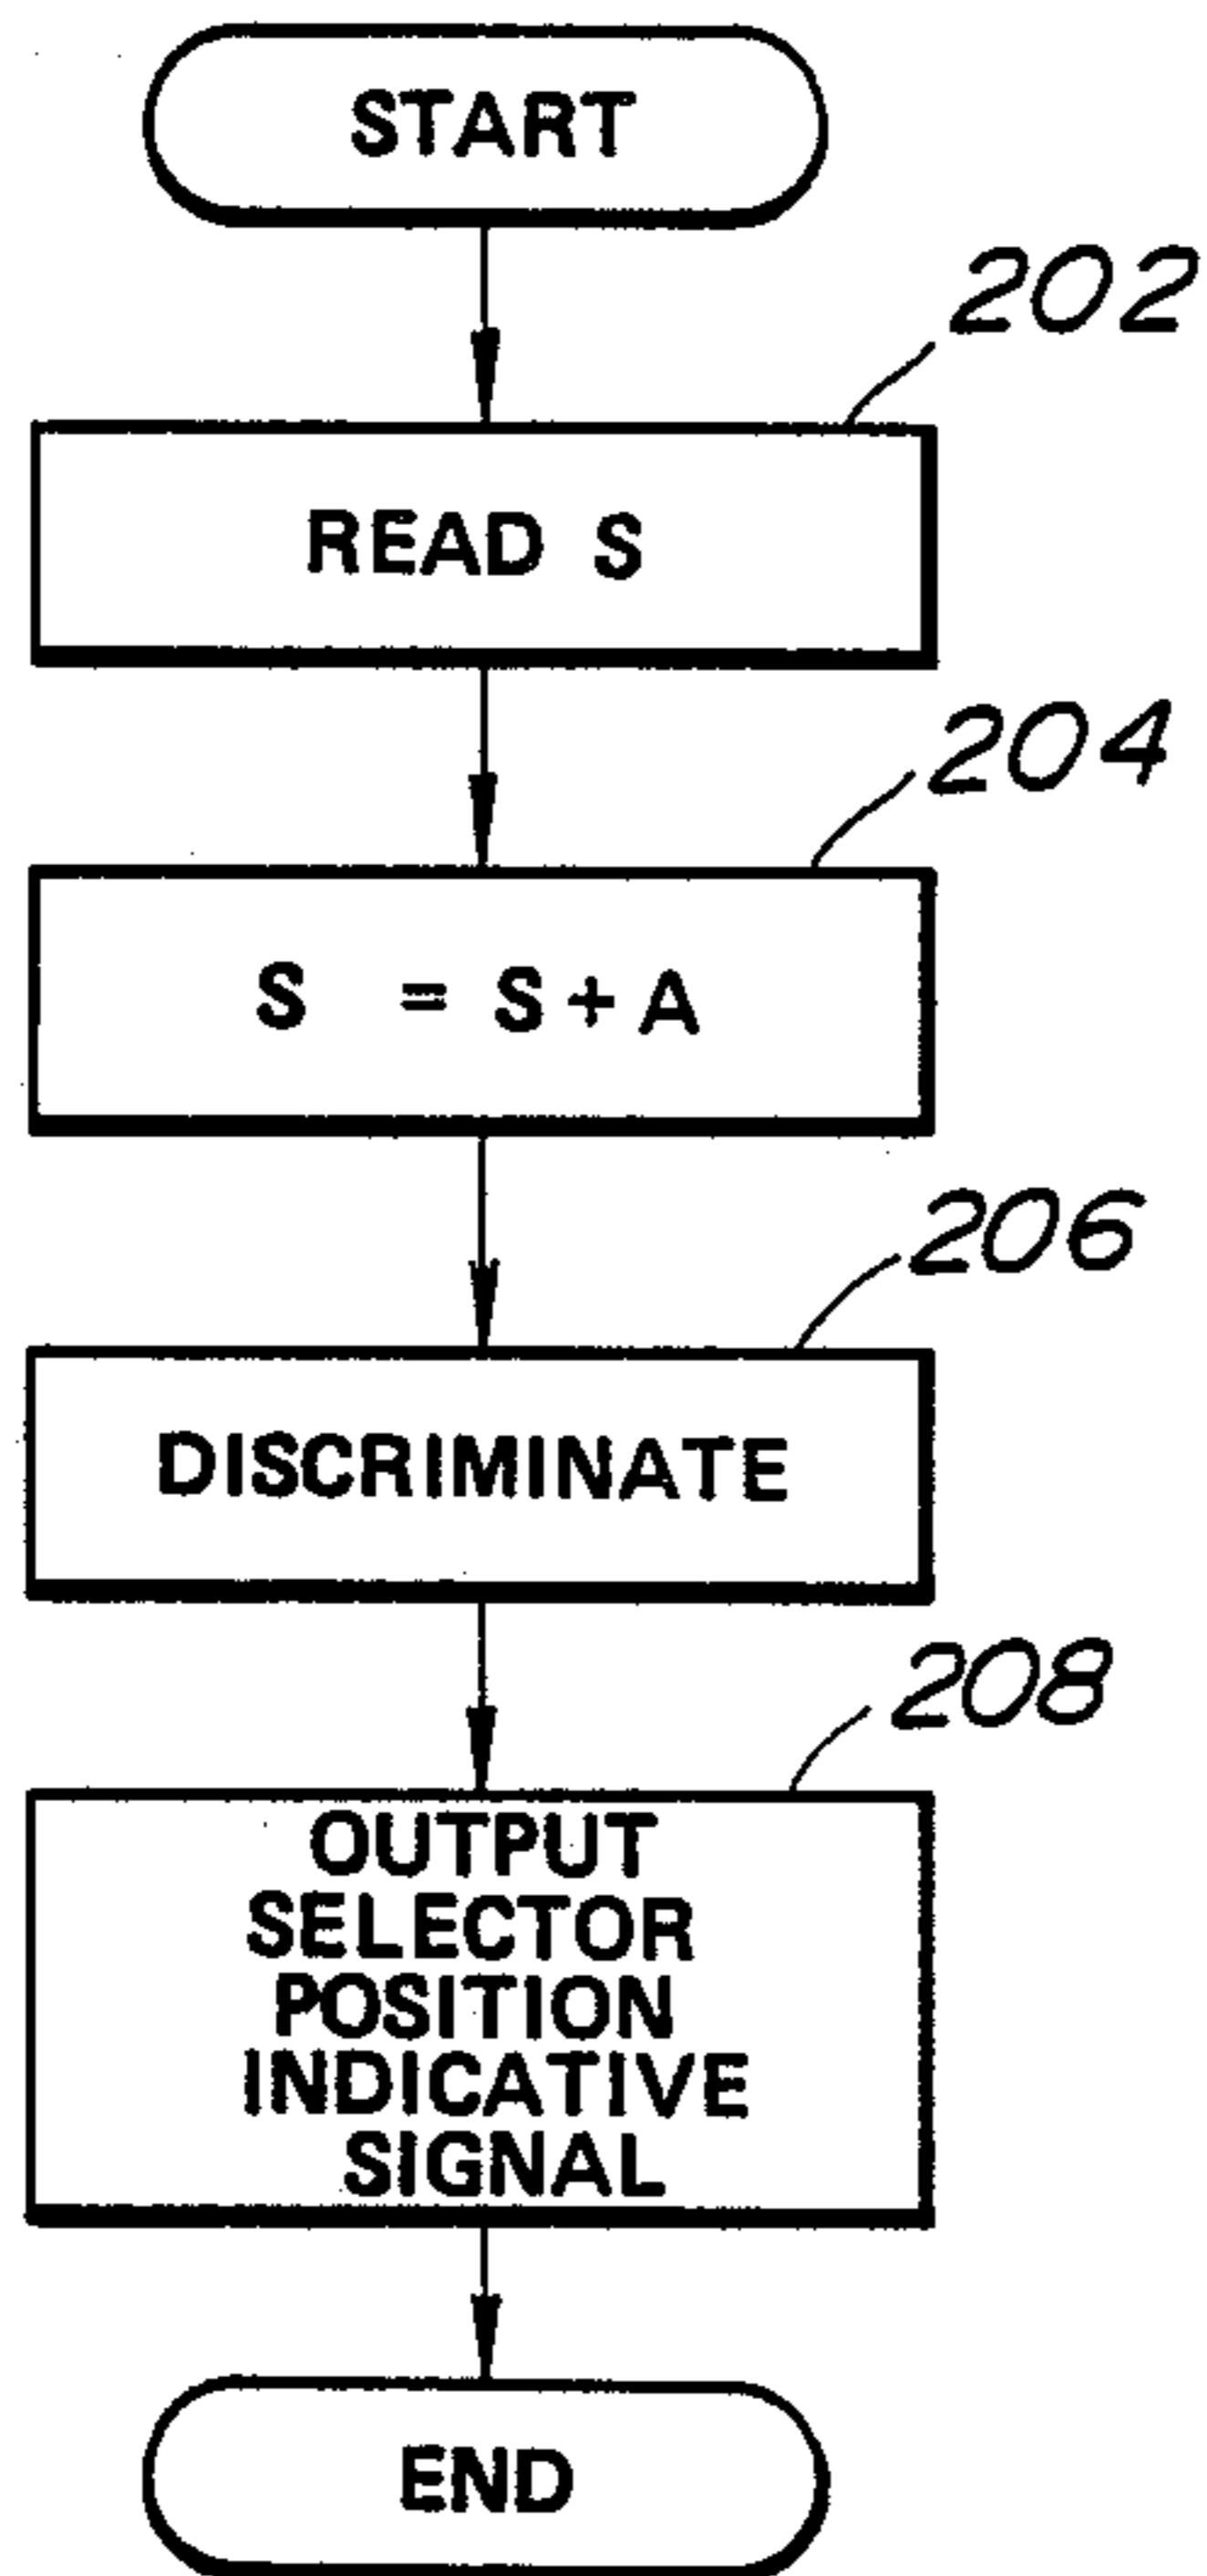 START
202
READ S
204
S = S + A
206
DISCRIMINATE
208
OUTPUT
SELECTOR
POSITION
INDICATIVE
SIGNAL
END